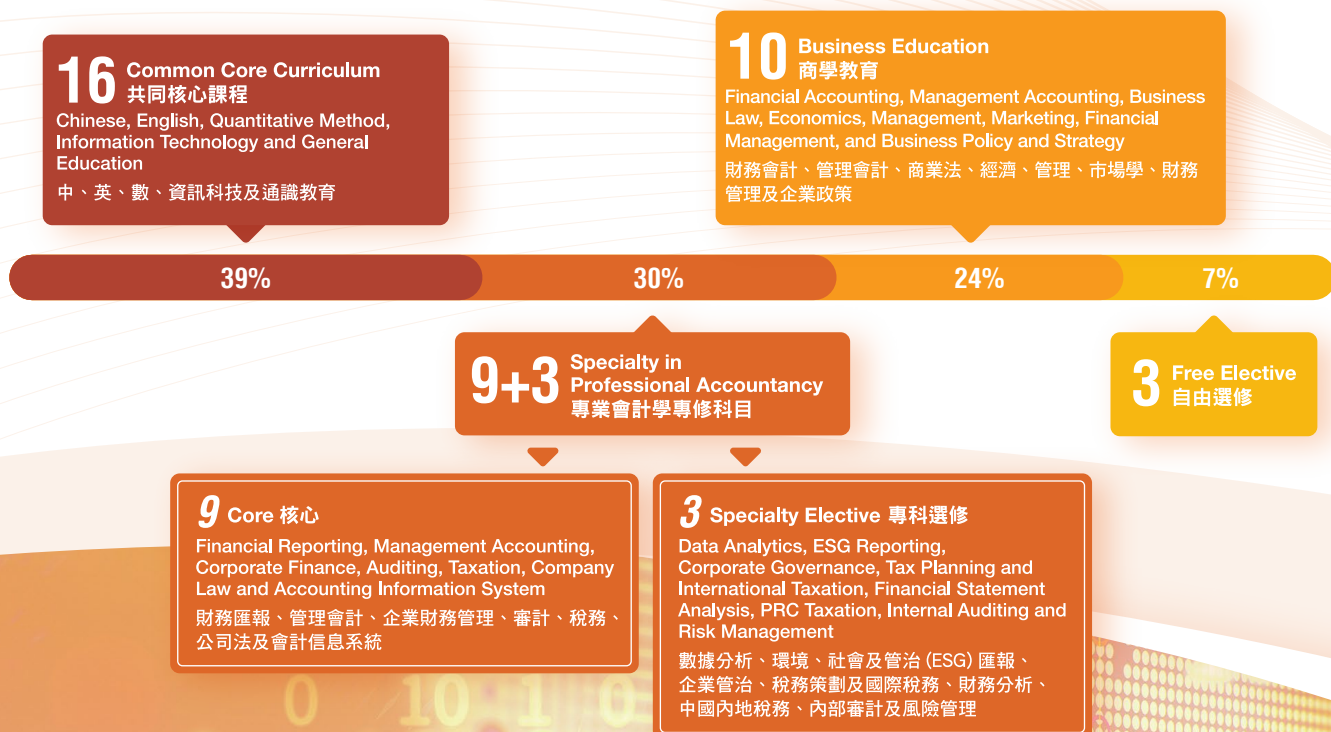 16 Common Core Curriculum
共同核心課程
Chinese, English, Quantitative Method,
Information Technology and General
Education
中、英、數、資訊科技及通識教育
10 Business Education
商學教育
Financial Accounting, Management Accounting, Business
Law, Economics, Management, Marketing, Financial
Management, and Business Policy and Strategy
財務會計、管理會計、商業法、經濟、管理、市場學、財務
管理及企業政策
39%
30%
24%
7%
9+3 Specialty in
Professional Accountancy
專業會計學專修科目
3 Free Elective
自由選修
9 Core 核心
Financial Reporting, Management Accounting,
Corporate Finance, Auditing, Taxation, Company
Law and Accounting Information System
財務匯報、管理會計、企業財務管理、審計、稅務、
公司法及會計信息系統
3 Specialty Elective 專科選修
Data Analytics, ESG Reporting,
Corporate Governance, Tax Planning and
International Taxation, Financial Statement
Analysis, PRC Taxation, Internal Auditing and
Risk Management
數據分析、環境、社會及管治 (ESG) 匯報、
企業管治、稅務策劃及國際稅務、財務分析、
中國內地稅務、內部審計及風險管理
0 10 1 0